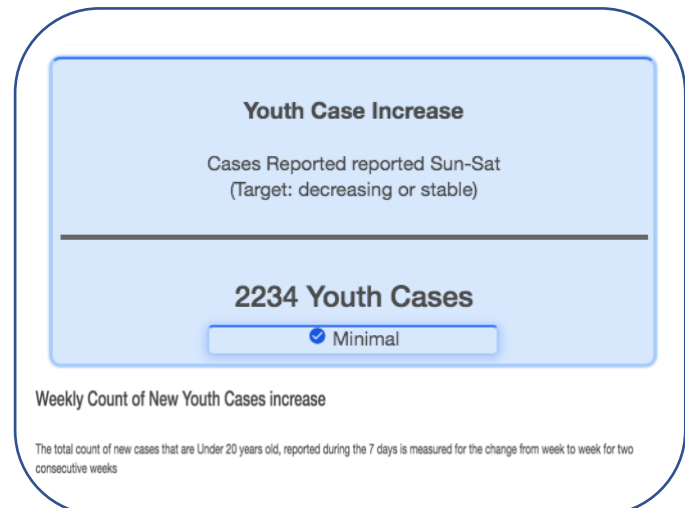 Youth Case Increase
Cases Reported reported Sun-Sat
(Target: decreasing or stable)
2234 Youth Cases
Minimal
Weekly Count of New Youth Cases increase
The total count of new cases that are Under 20 years old, reported during the 7 days is measured for the change from week to week for two
consecutive weeks